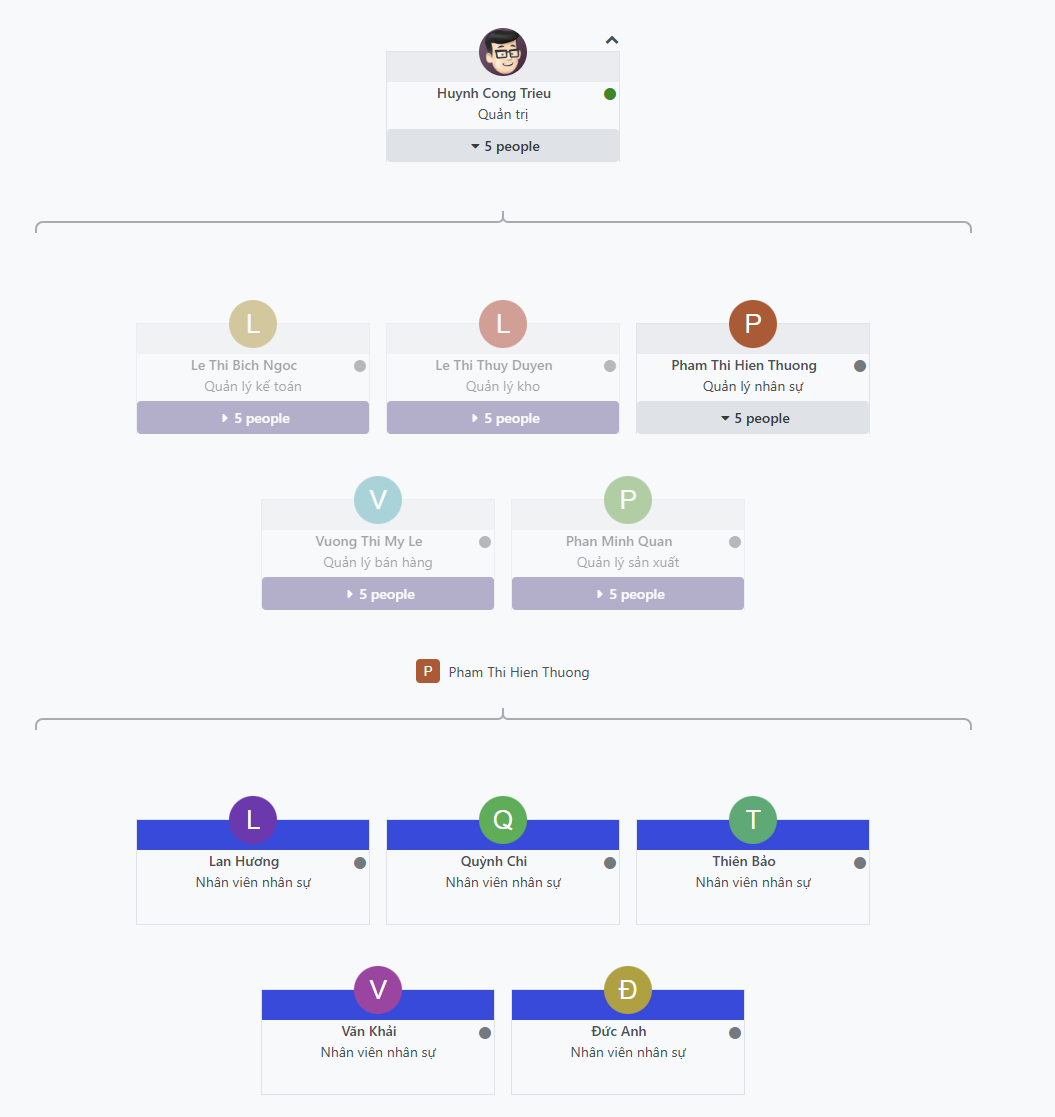 Huynh Cong Trieu
Quản trị
5 people
L
Le Thi Bich Ngoc
Quản lý kế toán
5 people
L
Le Thi Thuy Duyen
Quản lý kho
5 people
P
Pham Thi Hien Thuong
Quản lý nhân sự
5 people
V
Vuong Thi My Le
Quản lý bán hàng
5 people
P
Phan Minh Quan
Quản lý sản xuất
5 people
P Pham Thi Hien Thuong
L
Lan Hương
Nhân viên nhân sự
Q
Quỳnh Chi
Nhân viên nhân sự
T
Thiên Bảo
Nhân viên nhân sự
V
Văn Khải
Nhân viên nhân sự
Đ
Đức Anh
Nhân viên nhân sự